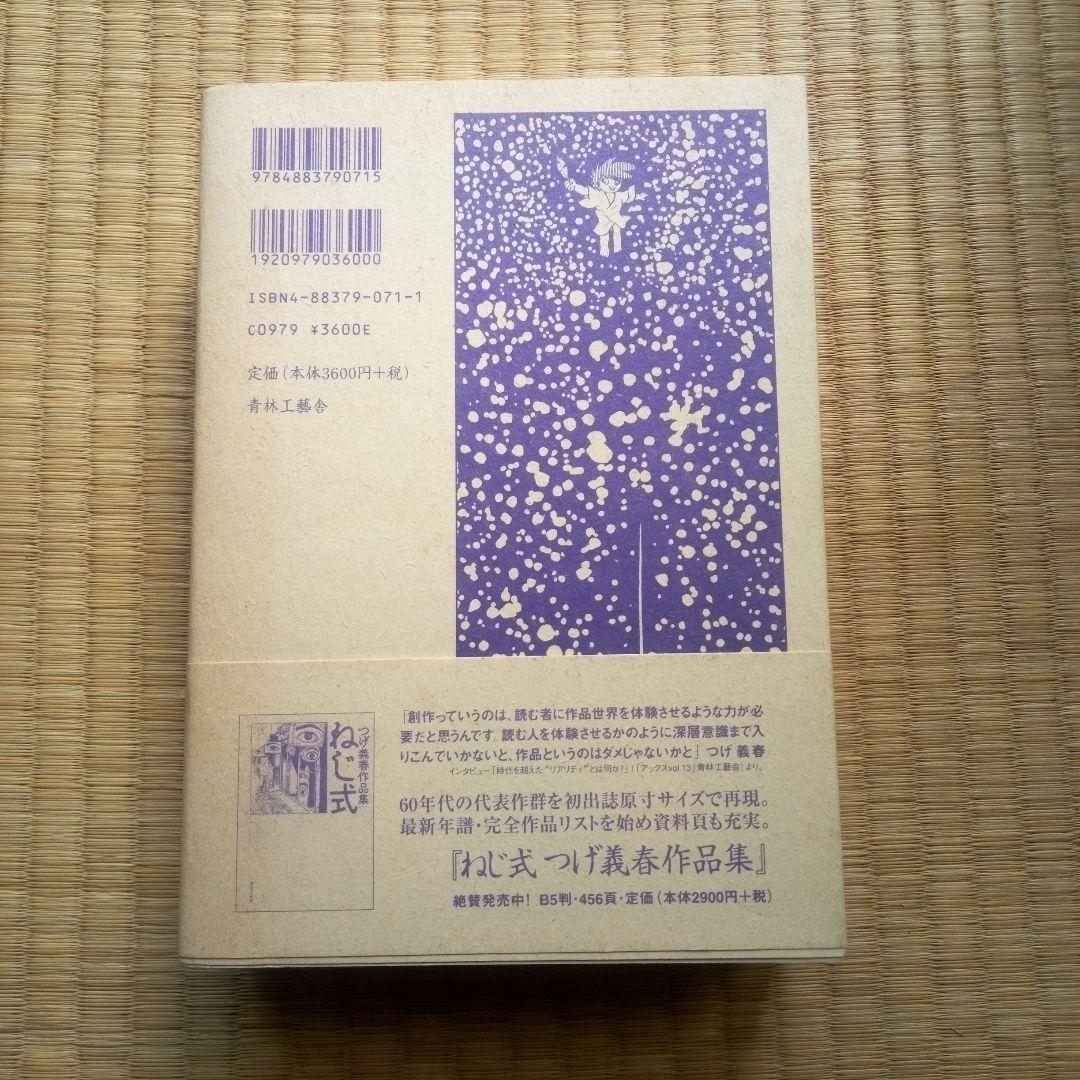 9784883790715
1920979036000
ISBN4-88379-071-1
C0979 ¥3600E
定価(本体3600円+税)
青林工藝舎
つげ義春作品集
ねじ式
「創作っていうのは、読む者に作品世界を体験させるような力が必
要だと思うんです。読む人を体験させるかのように深層意識まで入
りこんでいかないと、作品というのはダメじゃないかと」つげ義春
インタビュー「時代を超えた“リアリティ”とは何か?」(「アックスvol.13」青林工藝舎)より。
60年代の代表作群を初出誌原寸サイズで再現。
最新年譜・完全作品リストを始め資料頁も充実。
『ねじ式 つげ義春作品集』
絶賛発売中! B5判・456頁・定価(本体2900円+税)